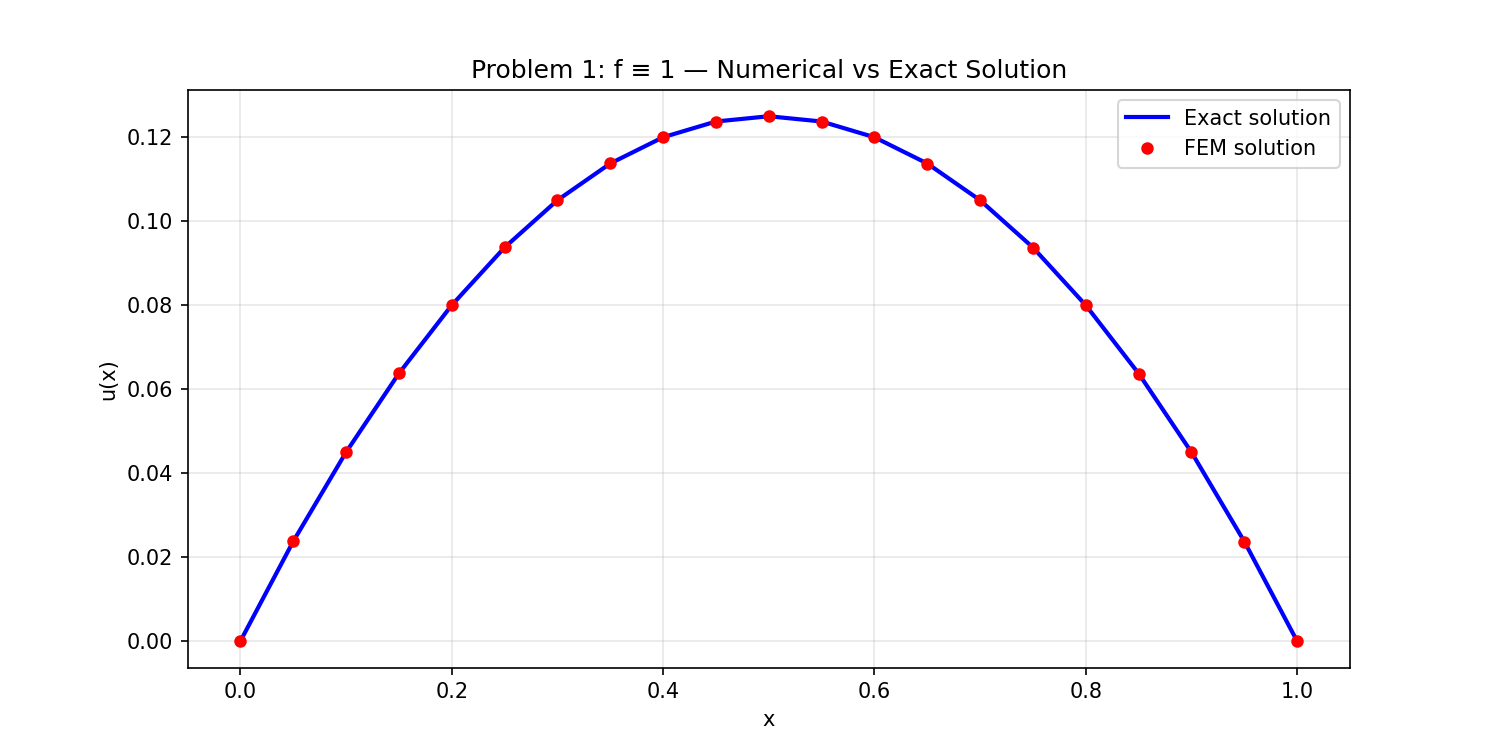 Problem 1: f ≡ 1 — Numerical vs Exact Solution
Exact solution
FEM solution
0.12
0.10
0.08
0.06
0.04
0.02
0.00
u(x)
0.0 0.2 0.4 0.6 0.8 1.0
x